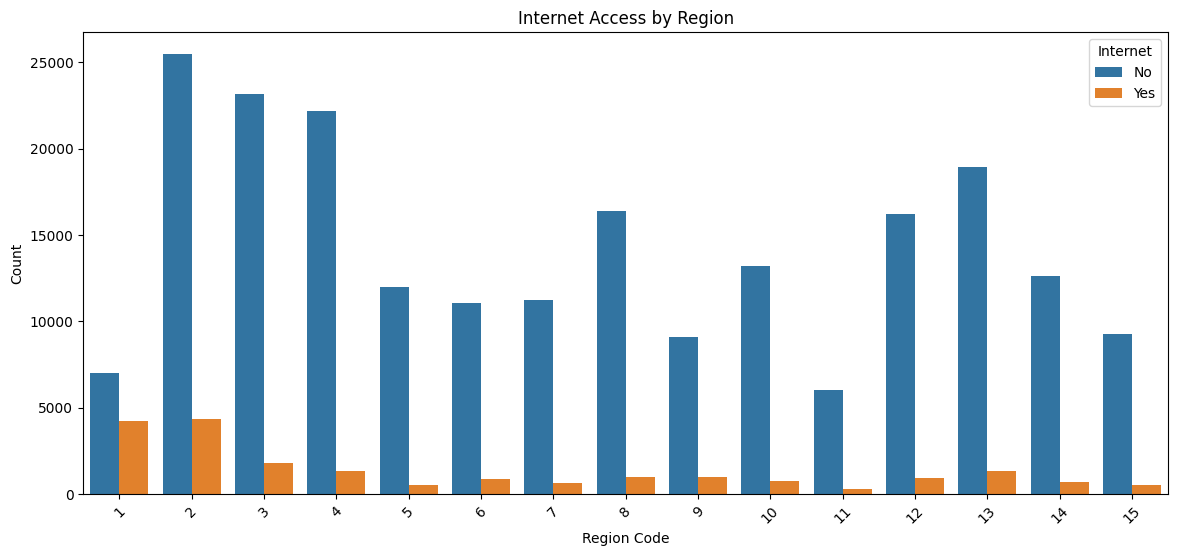 Internet Access by Region
Internet
No
Yes
Count
25000
20000
15000
10000
5000
0
1 2 3 4 5 6 7 8 9 10 11 12 13 14 15
Region Code